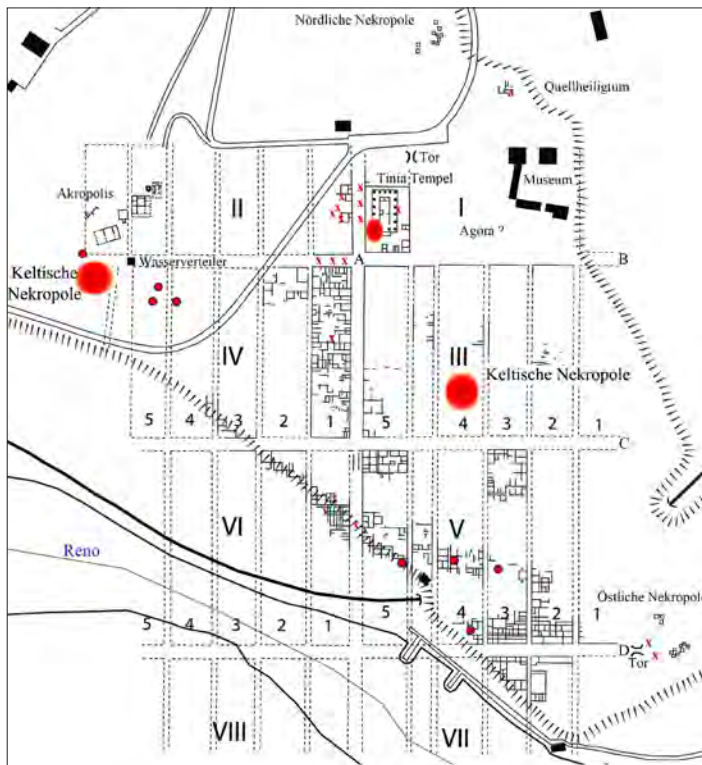 Nördliche Nekropole
Quellheiligtum
Tor
Tinia Tempel
Museum
Akropolis
II
I
Agora ?
A
B
Wasserverteiler
Keltische
Nekropole
IV
III
Keltische Nekropole
5 4 3 2 1 5 4 3 2 1
C
VI
V
Reno
Östliche Nekropole
5 4 3 2 1 5 4 3 2 1
D
Tor
VIII
VII